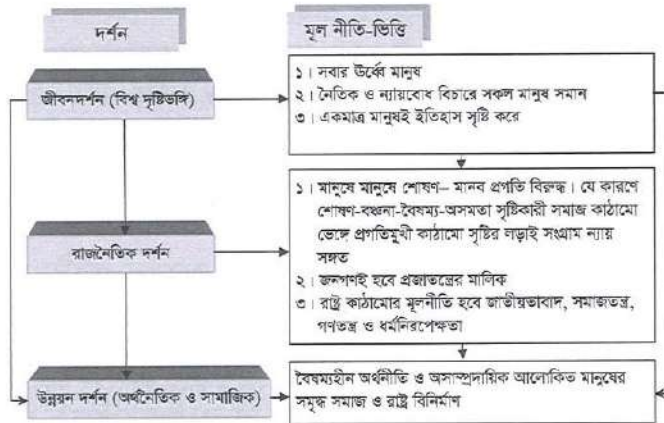 দর্শন
মূল নীতি-ভিত্তি
জীবনদর্শন (বিশ্ব দৃষ্টিভঙ্গি)
১। সবার ঊর্ধ্বে মানুষ
২। নৈতিক ও ন্যায়বোধ বিচারে সকল মানুষ সমান
৩। একমাত্র মানুষই ইতিহাস সৃষ্টি করে
রাজনৈতিক দর্শন
১। মানুষে মানুষে শোষণ– মানব প্রগতি বিরুদ্ধ। যে কারণে
শোষণ-বঞ্চনা-বৈষম্য-অসমতা সৃষ্টিকারী সমাজ কাঠামো
ভেঙ্গে প্রগতিমুখী কাঠামো সৃষ্টির লড়াই সংগ্রাম ন্যায়
সঙ্গত
২। জনগণই হবে প্রজাতন্ত্রের মালিক
৩। রাষ্ট্র কাঠামোর মূলনীতি হবে জাতীয়তাবাদ, সমাজতন্ত্র,
গণতন্ত্র ও ধর্মনিরপেক্ষতা
উন্নয়ন দর্শন (অর্থনৈতিক ও সামাজিক)
বৈষম্যহীন অর্থনীতি ও অসাম্প্রদায়িক আলোকিত মানুষের
সমৃদ্ধ সমাজ ও রাষ্ট্র বিনির্মাণ